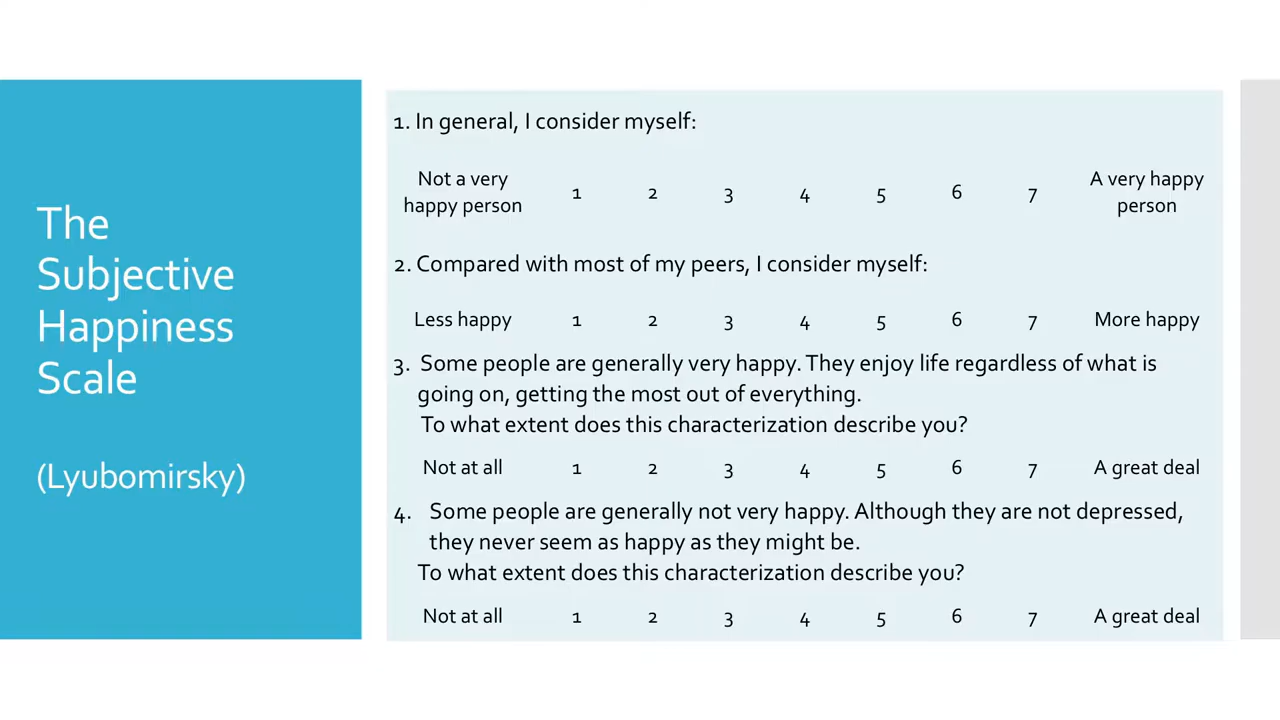 The
Subjective
Happiness
Scale
(Lyubomirsky)
1. In general, I consider myself:
Not a very
happy person 1 2 3 4 5 6 7 A very happy
person
2. Compared with most of my peers, I consider myself:
Less happy 1 2 3 4 5 6 7 More happy
3. Some people are generally very happy. They enjoy life regardless of what is
going on, getting the most out of everything.
To what extent does this characterization describe you?
Not at all 1 2 3 4 5 6 7 A great deal
4. Some people are generally not very happy. Although they are not depressed,
they never seem as happy as they might be.
To what extent does this characterization describe you?
Not at all 1 2 3 4 5 6 7 A great deal